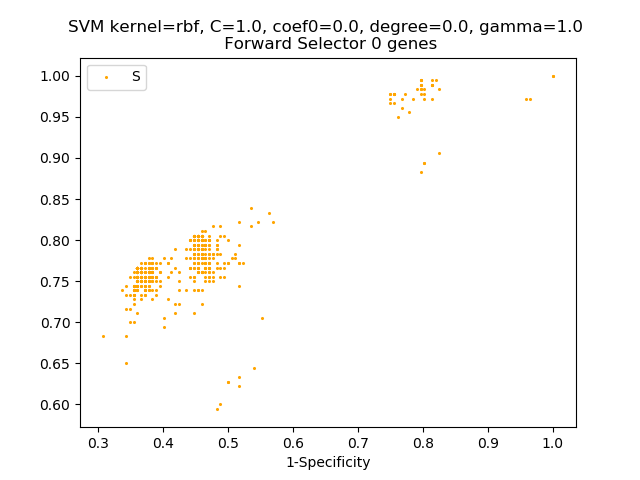 SVM kernel=rbf, C=1.0, coef0=0.0, degree=0.0, gamma=1.0
Forward Selector 0 genes
S
1.00
0.95
0.90
0.85
0.80
0.75
0.70
0.65
0.60
0.3 0.4 0.5 0.6 0.7 0.8 0.9 1.0
1-Specificity